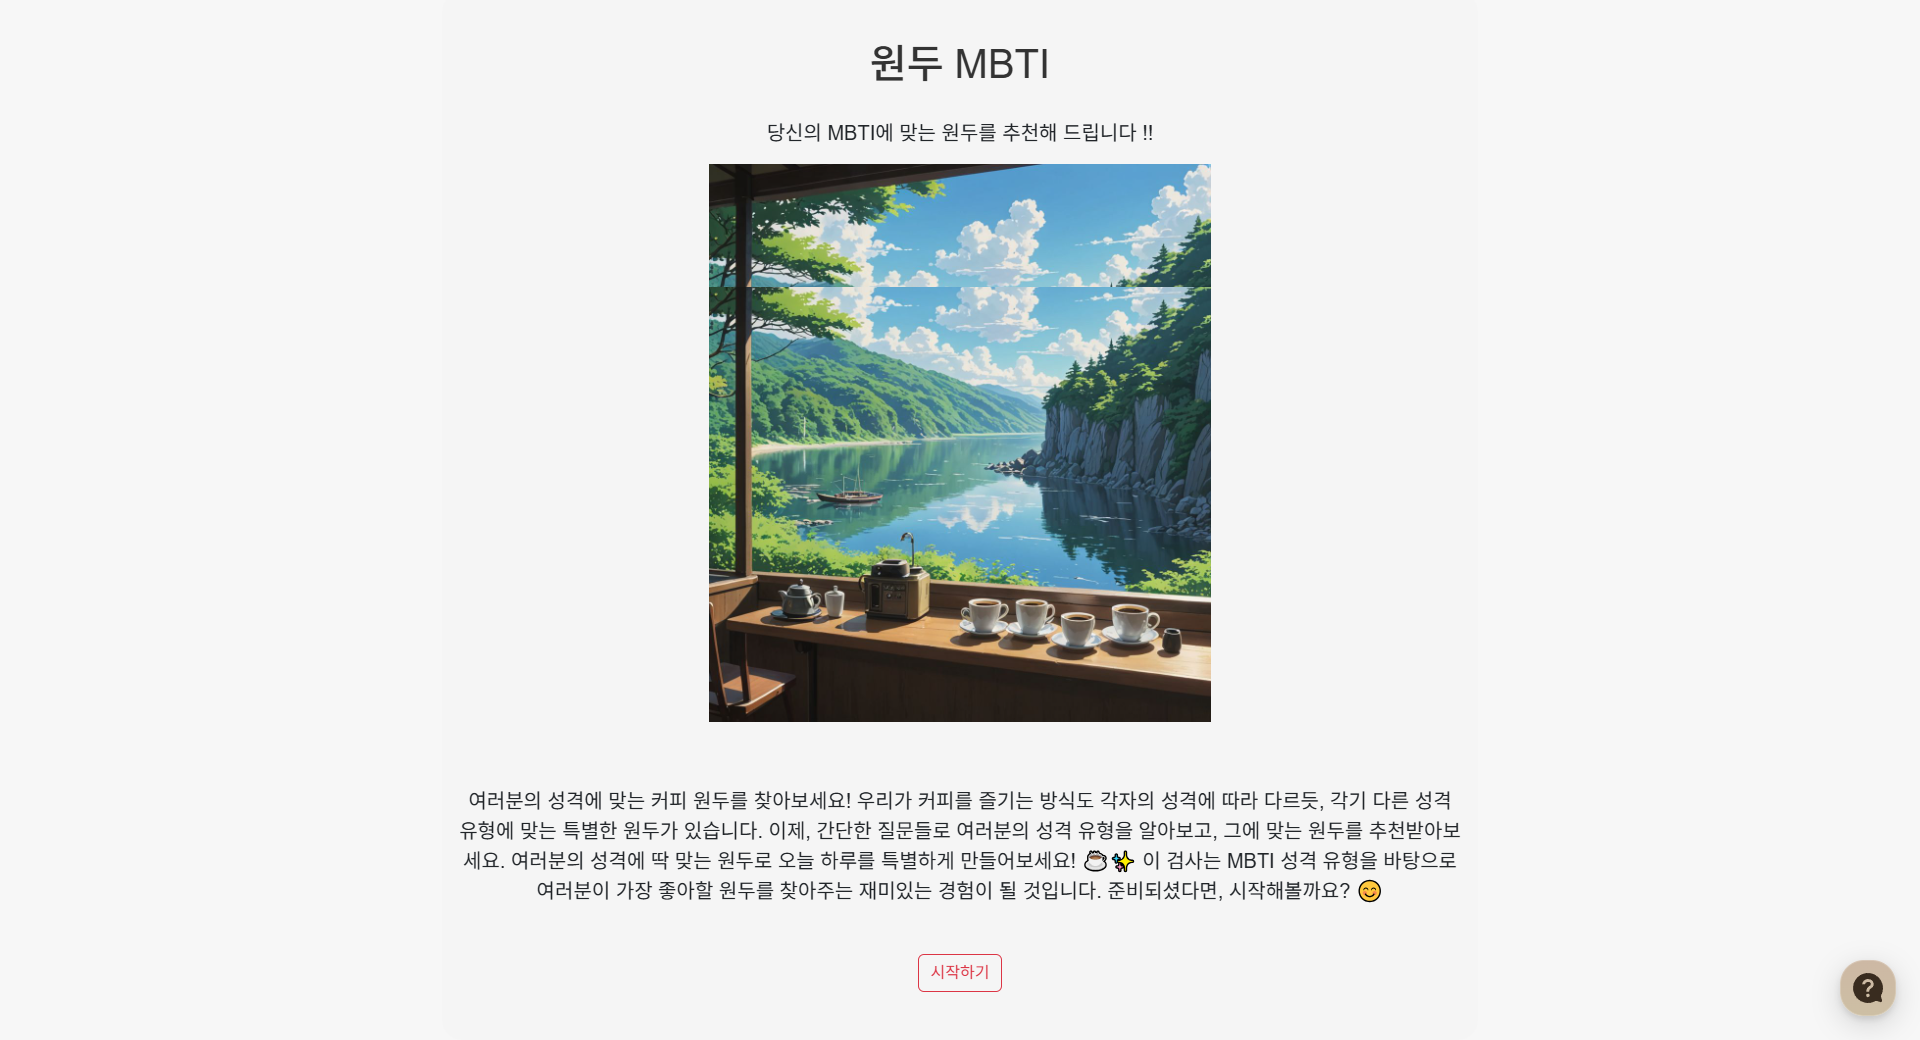 원두 MBTI
당신의 MBTI에 맞는 원두를 추천해 드립니다 !!
여러분의 성격에 맞는 커피 원두를 찾아보세요! 우리가 커피를 즐기는 방식도 각자의 성격에 따라 다르듯, 각기 다른 성격
유형에 맞는 특별한 원두가 있습니다. 이제, 간단한 질문들로 여러분의 성격 유형을 알아보고, 그에 맞는 원두를 추천받아보
세요. 여러분의 성격에 딱 맞는 원두로 오늘 하루를 특별하게 만들어보세요! ☕✨ 이 검사는 MBTI 성격 유형을 바탕으로
여러분이 가장 좋아할 원두를 찾아주는 재미있는 경험이 될 것입니다. 준비되셨다면, 시작해볼까요? 😊
시작하기